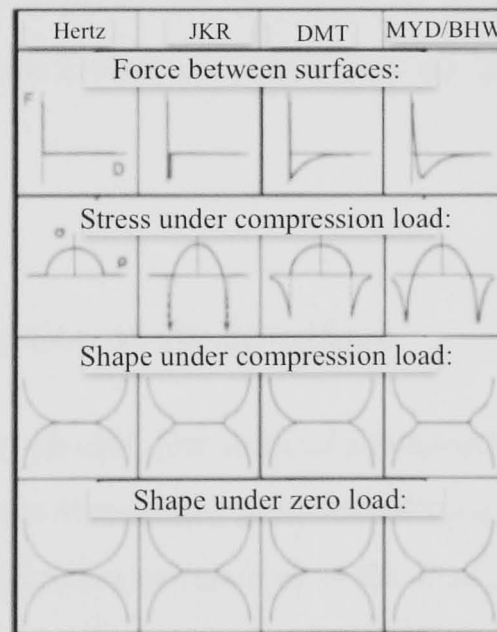 Hertz JKR DMT MYD/BHW
Force between surfaces:
F
D
Stress under compression load:
σ
ρ
Shape under compression load:
Shape under zero load: